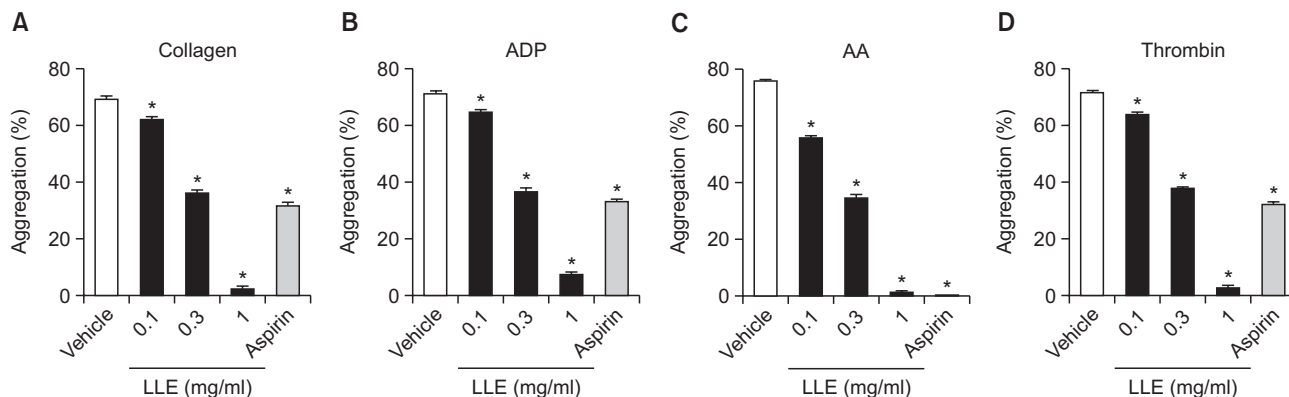 A
Collagen
Aggregation (%)
80
60
40
20
0
*
*
*
*
Vehicle
0.1
0.3
1
Aspirin
LLE (mg/ml)
B
ADP
Aggregation (%)
80
60
40
20
0
*
*
*
*
Vehicle
0.1
0.3
1
Aspirin
LLE (mg/ml)
C
AA
Aggregation (%)
80
60
40
20
0
*
*
*
*
Vehicle
0.1
0.3
1
Aspirin
LLE (mg/ml)
D
Thrombin
Aggregation (%)
80
60
40
20
0
*
*
*
*
Vehicle
0.1
0.3
1
Aspirin
LLE (mg/ml)